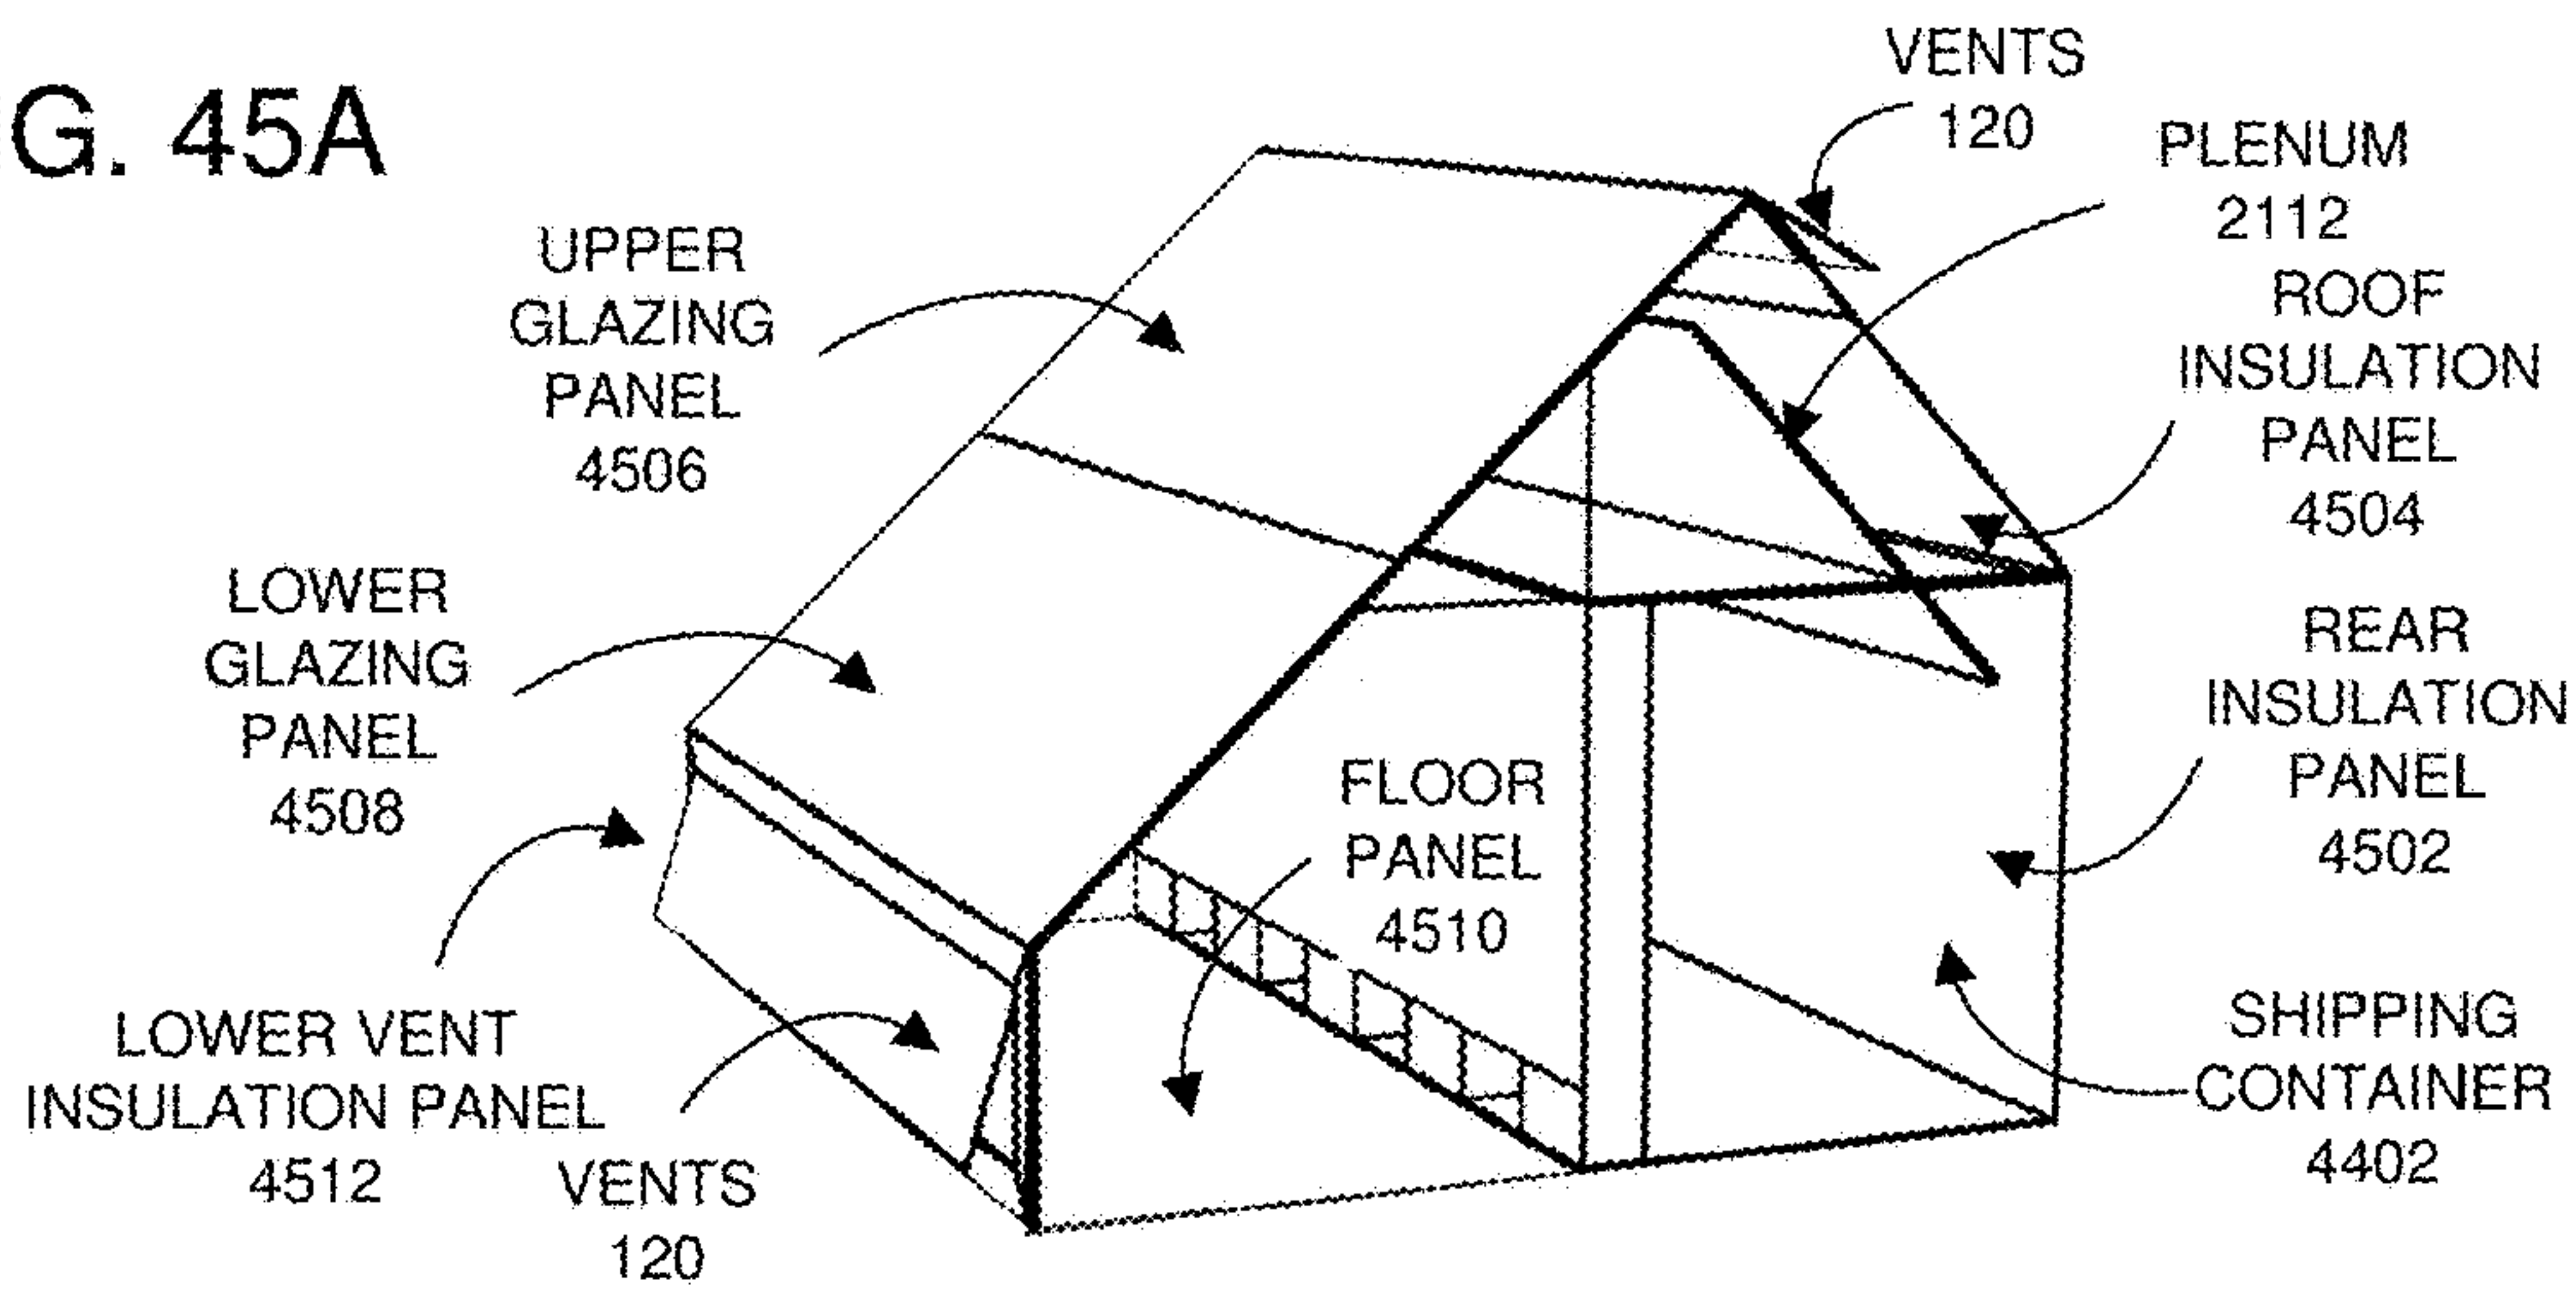 G. 45A
VENTS
120
PLENUM
2112
UPPER
GLAZING
PANEL
4506
ROOF
INSULATION
PANEL
4504
LOWER
GLAZING
PANEL
4508
REAR
INSULATION
PANEL
4502
FLOOR
PANEL
4510
LOWER VENT
INSULATION PANEL
4512
VENTS
120
SHIPPING
CONTAINER
4402